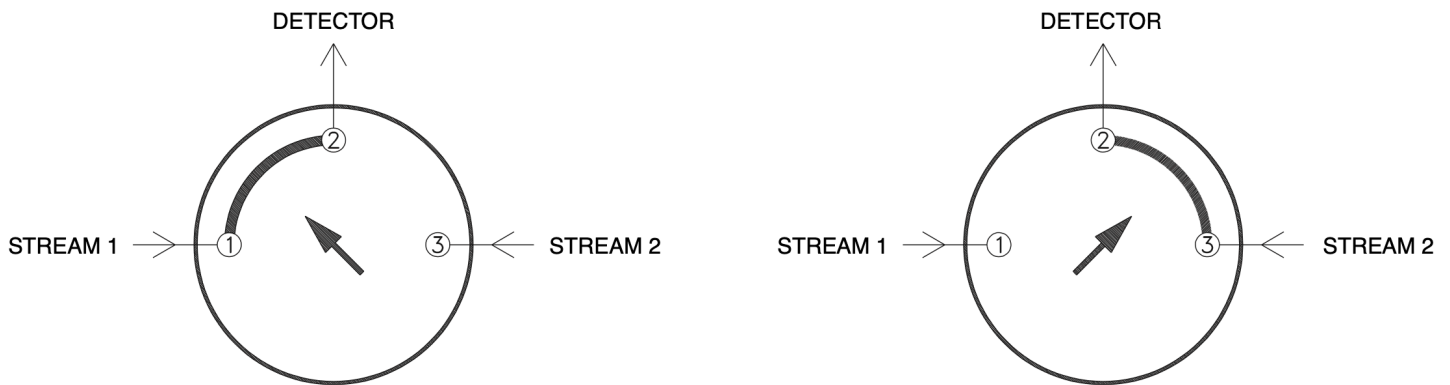 DETECTOR
2
STREAM 1
1
3
STREAM 2
DETECTOR
2
STREAM 1
1
3
STREAM 2